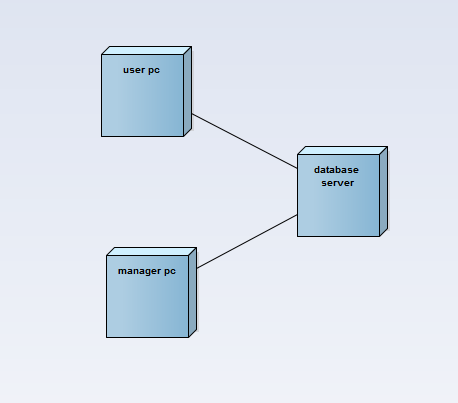 user pc
database
server
manager pc